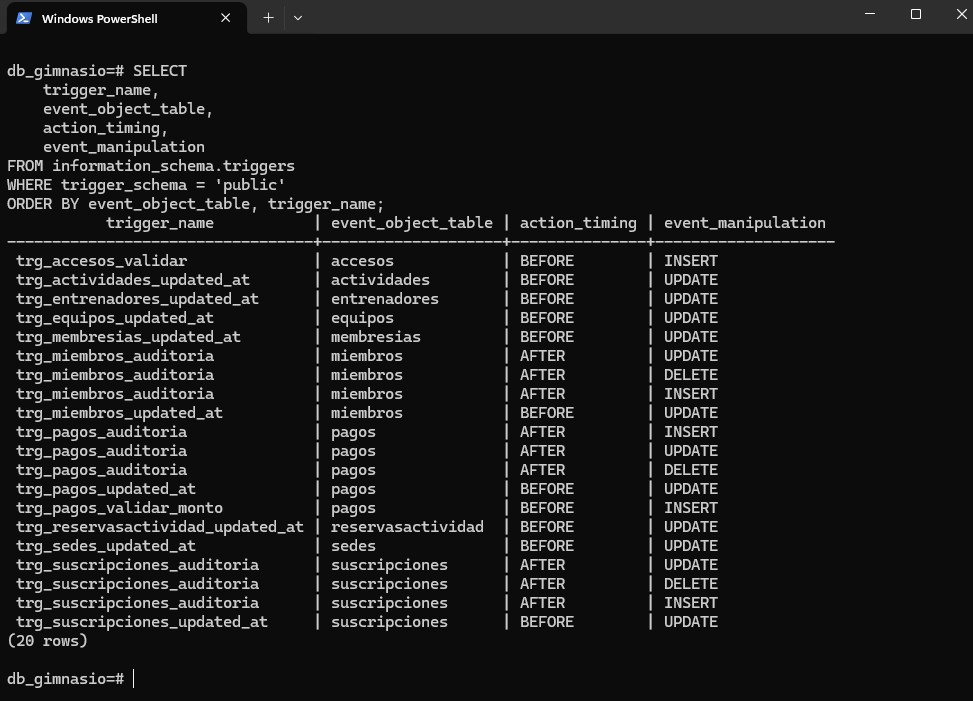 Windows PowerShell
db_gimnasio=# SELECT
    trigger_name,
    event_object_table,
    action_timing,
    event_manipulation
FROM information_schema.triggers
WHERE trigger_schema = 'public'
ORDER BY event_object_table, trigger_name;
           trigger_name           | event_object_table | action_timing | event_manipulation
----------------------------------+--------------------+---------------+--------------------
 trg_accesos_validar              | accesos            | BEFORE        | INSERT
 trg_actividades_updated_at       | actividades        | BEFORE        | UPDATE
 trg_entrenadores_updated_at      | entrenadores       | BEFORE        | UPDATE
 trg_equipos_updated_at           | equipos            | BEFORE        | UPDATE
 trg_membresias_updated_at        | membresias         | BEFORE        | UPDATE
 trg_miembros_auditoria           | miembros           | AFTER         | UPDATE
 trg_miembros_auditoria           | miembros           | AFTER         | DELETE
 trg_miembros_auditoria           | miembros           | AFTER         | INSERT
 trg_miembros_updated_at          | miembros           | BEFORE        | UPDATE
 trg_pagos_auditoria              | pagos              | AFTER         | INSERT
 trg_pagos_auditoria              | pagos              | AFTER         | UPDATE
 trg_pagos_auditoria              | pagos              | AFTER         | DELETE
 trg_pagos_updated_at             | pagos              | BEFORE        | UPDATE
 trg_pagos_validar_monto          | pagos              | BEFORE        | INSERT
 trg_reservasactividad_updated_at | reservasactividad  | BEFORE        | UPDATE
 trg_sedes_updated_at             | sedes              | BEFORE        | UPDATE
 trg_suscripciones_auditoria      | suscripciones      | AFTER         | UPDATE
 trg_suscripciones_auditoria      | suscripciones      | AFTER         | DELETE
 trg_suscripciones_auditoria      | suscripciones      | AFTER         | INSERT
 trg_suscripciones_updated_at     | suscripciones      | BEFORE        | UPDATE
(20 rows)
db_gimnasio=#